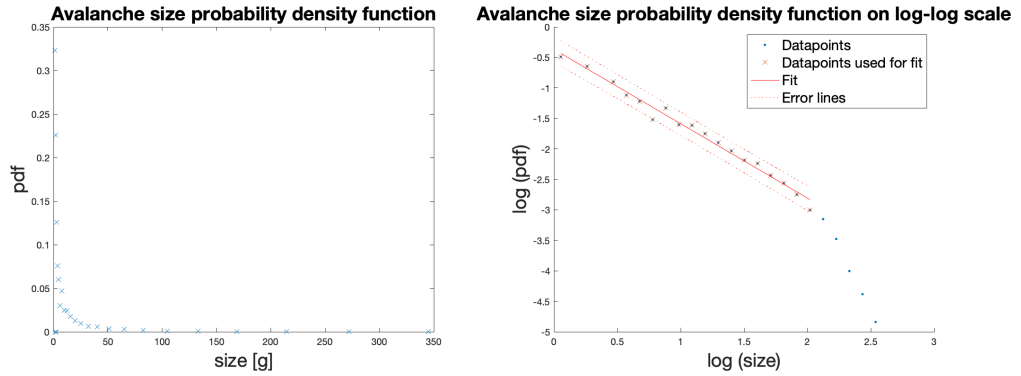 Avalanche size probability density function
0.35
0.3
0.25
0.2
0.15
0.1
0.05
0
pdf
0 50 100 150 200 250 300 350
size [g]
Avalanche size probability density function on log-log scale
0
-0.5
-1
-1.5
-2
-2.5
-3
-3.5
-4
-4.5
-5
log (pdf)
Datapoints
Datapoints used for fit
Fit
Error lines
0 0.5 1 1.5 2 2.5 3
log (size)